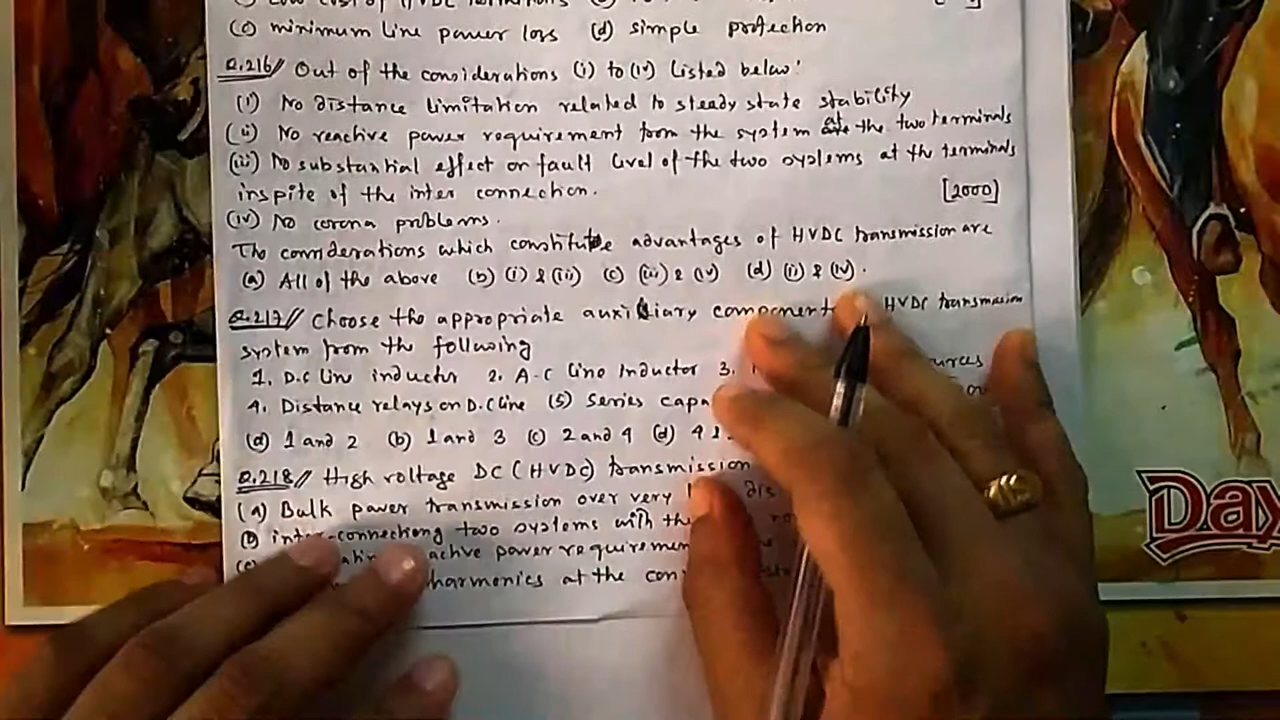 (c) minimum line power loss (d) simple protection
Q.216// Out of the considerations (i) to (iv) listed below:
(i) No distance limitation related to steady state stability
(ii) No reactive power requirement from the system at the two terminals
(iii) No substantial effect on fault level of the two systems at the terminals
inspite of the inter connection. [2000]
(iv) No corona problems.
The considerations which constitute advantages of HVDC transmission are
(a) All of the above (b) (i) & (iii) (c) (iii) & (iv) (d) (i) & (iv).
Q.217// Choose the appropriate auxiliary component HVDC transmission
system from the following
1. D.C line inductor 2. A-C line Inductor 3.
4. Distance relays on D.C line (5) Series
(a) 1 and 2 (b) 1 and 3 (c) 2 and 4 (d) 4
Q.218// High voltage DC (HVDC) transmission
(a) Bulk power transmission over very
(b) inter-connecting two systems with
power requirement
harmonics at the
Day